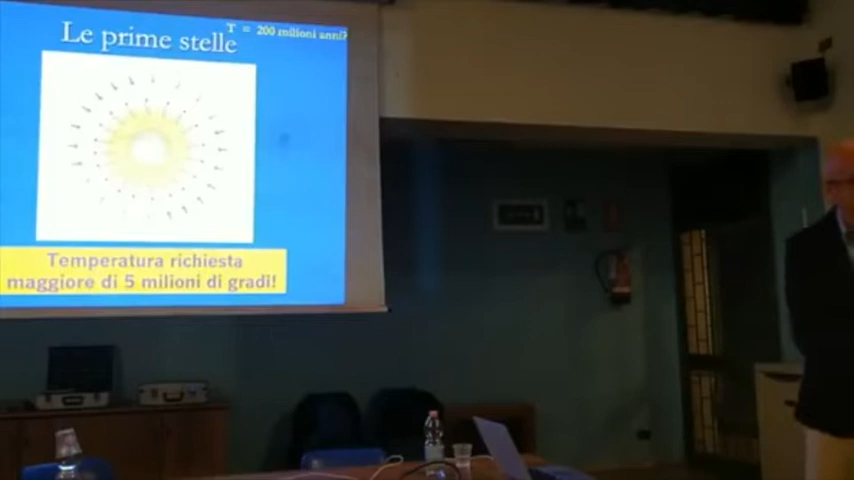 Le prime stelle
T = 200 milioni anni?
Temperatura richiesta
maggiore di 5 milioni di gradi!